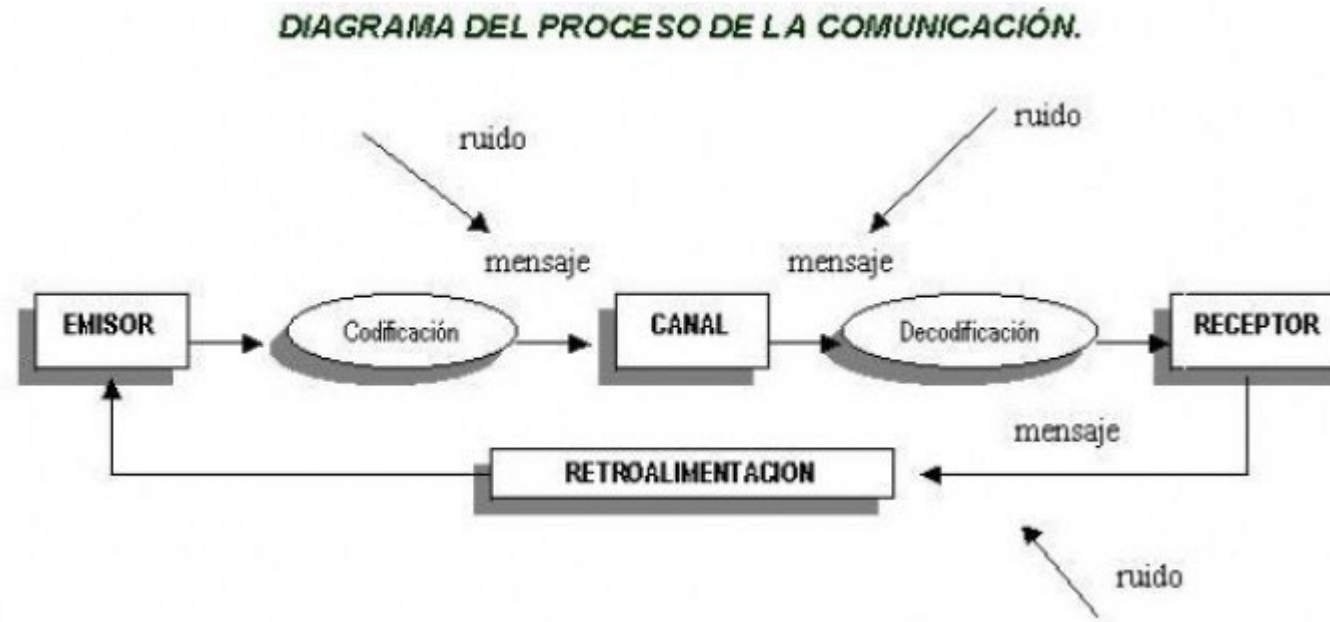 DIAGRAMA DEL PROCESO DE LA COMUNICACIÓN.
ruido
ruido
mensaje
mensaje
EMISOR
Codificación
CANAL
Decodificación
RECEPTOR
mensaje
RETROALIMENTACION
ruido